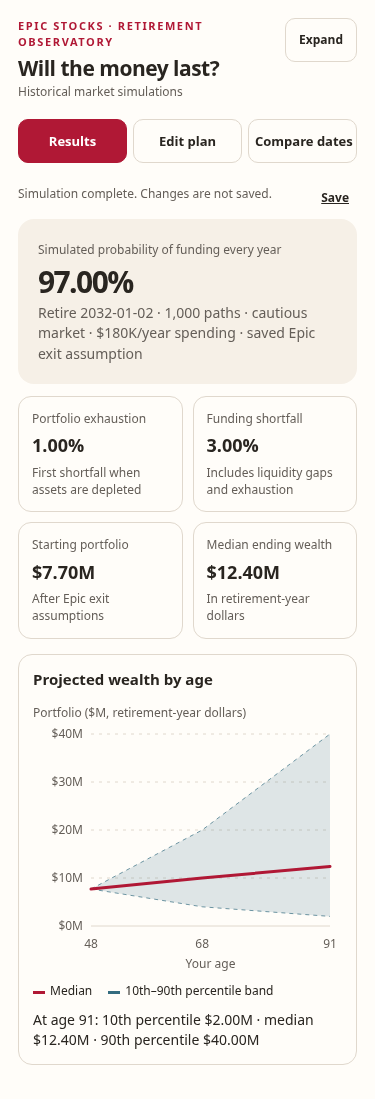 EPIC STOCKS · RETIREMENT
OBSERVATORY
Expand
Will the money last?
Historical market simulations
Results
Edit plan
Compare dates
Simulation complete. Changes are not saved.
Save
Simulated probability of funding every year
97.00%
Retire 2032-01-02 · 1,000 paths · cautious
market · $180K/year spending · saved Epic
exit assumption
Portfolio exhaustion
1.00%
First shortfall when
assets are depleted
Funding shortfall
3.00%
Includes liquidity gaps
and exhaustion
Starting portfolio
$7.70M
After Epic exit
assumptions
Median ending wealth
$12.40M
In retirement-year
dollars
Projected wealth by age
Portfolio ($M, retirement-year dollars)
$40M
$30M
$20M
$10M
$0M
48 68 91
Your age
Median 10th–90th percentile band
At age 91: 10th percentile $2.00M · median
$12.40M · 90th percentile $40.00M